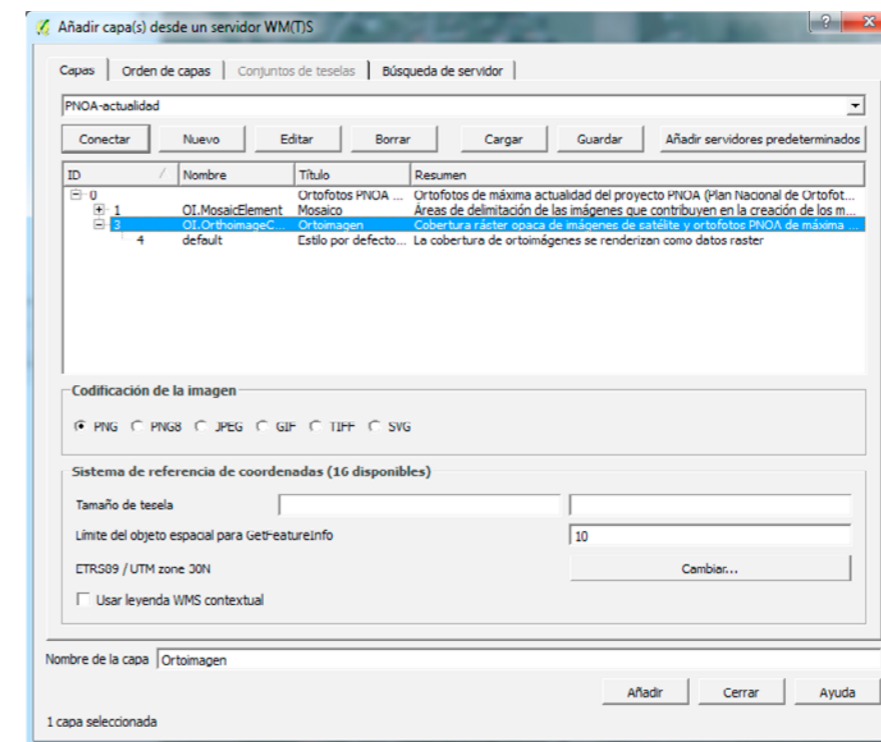 Añadir capa(s) desde un servidor WM(T)S
Capas Orden de capas Conjuntos de teselas Búsqueda de servidor
PNOA-actualidad
Conectar Nuevo Editar Borrar Cargar Guardar Añadir servidores predeterminados
ID Nombre Título Resumen
0 Ortofotos PNOA ... Ortofotos de máxima actualidad del proyecto PNOA (Plan Nacional de Ortofot...
1 OI.MosaicElement Mosaico Áreas de delimitación de las imágenes que contribuyen en la creación de los m...
3 OI.OrthoimageC... Ortoimagen Cobertura ráster opaca de imágenes de satélite y ortofotos PNOA de máxima ...
4 default Estilo por defecto... La cobertura de ortoimágenes se renderizan como datos raster
Codificación de la imagen
PNG PNG8 JPEG GIF TIFF SVG
Sistema de referencia de coordenadas (16 disponibles)
Tamaño de tesela
Límite del objeto espacial para GetFeatureInfo 10
ETRS89 / UTM zone 30N Cambiar...
Usar leyenda WMS contextual
Nombre de la capa Ortoimagen
Añadir Cerrar Ayuda
1 capa seleccionada